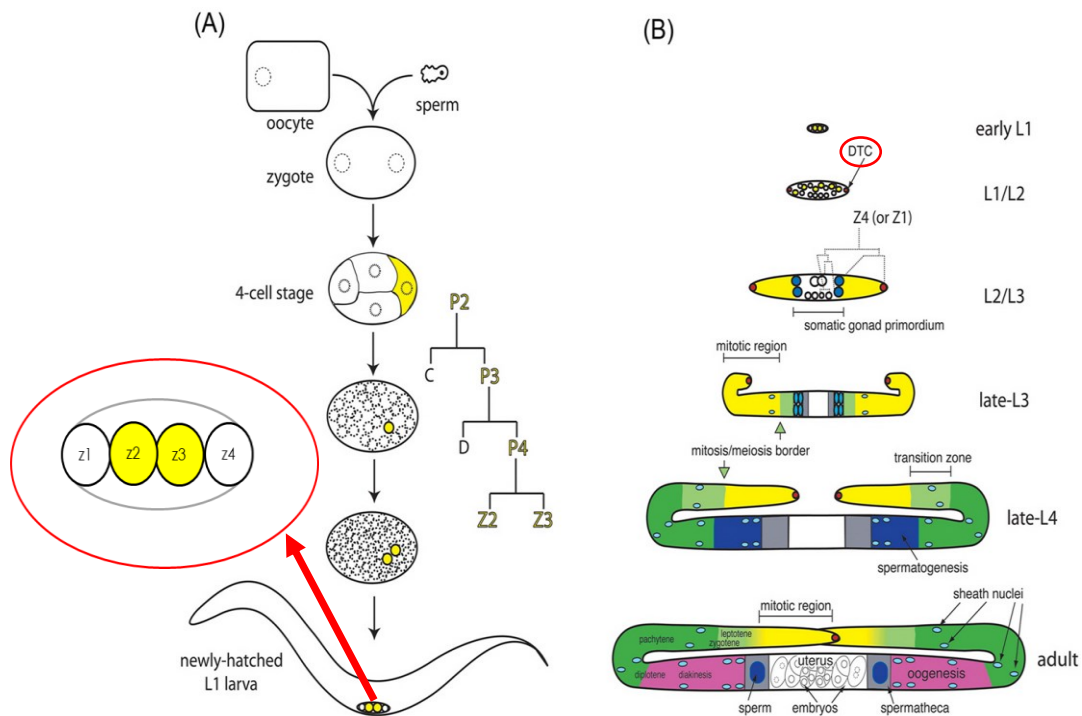 (A)
oocyte
sperm
zygote
4-cell stage
P2
C
P3
D
P4
Z2
Z3
z1
z2
z3
z4
newly-hatched
L1 larva
(B)
early L1
DTC
L1/L2
Z4 (or Z1)
L2/L3
somatic gonad primordium
mitotic region
late-L3
mitosis/meiosis border
transition zone
late-L4
spermatogenesis
sheath nuclei
mitotic region
pachytene
leptotene
zygotene
adult
uterus
diplotene
diakinesis
oogenesis
sperm
embryos
spermatheca